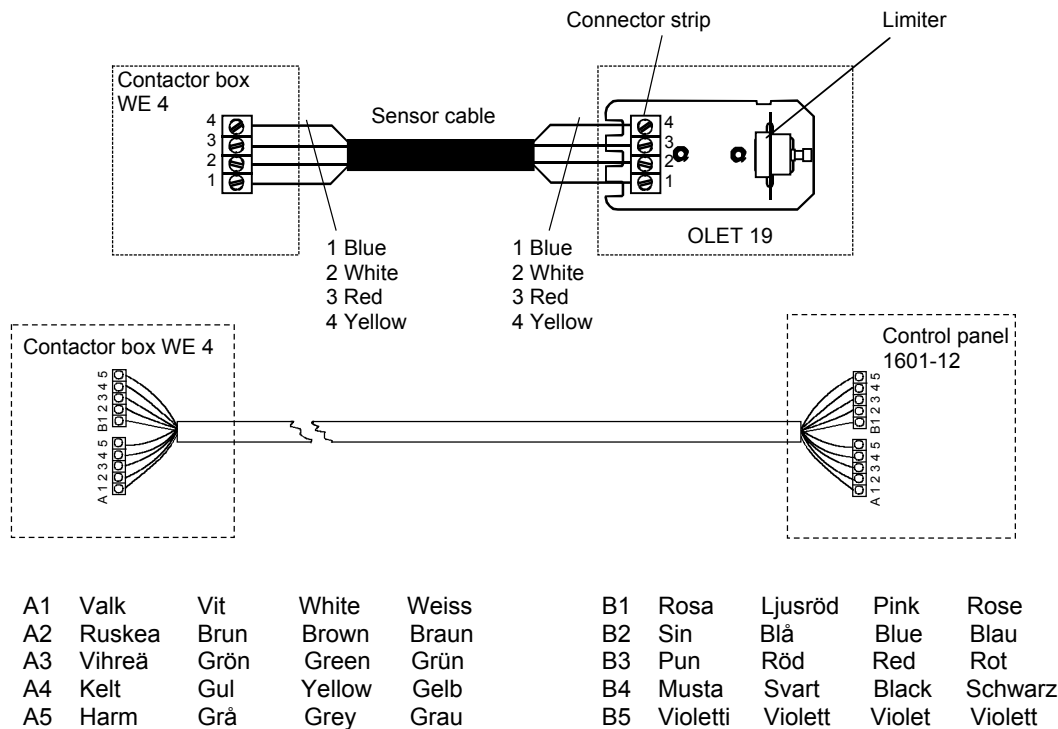 Connector strip
Limiter
Contactor box
WE 4
4
3
2
1
Sensor cable
4
3
2
1
OLET 19
1 Blue
2 White
3 Red
4 Yellow
1 Blue
2 White
3 Red
4 Yellow
Contactor box WE 4
B1 2 3 4 5
A 1 2 3 4 5
Control panel
1601-12
B1 2 3 4 5
A 1 2 3 4 5
A1 Valk Vit White Weiss
A2 Ruskea Brun Brown Braun
A3 Vihreä Grön Green Grün
A4 Kelt Gul Yellow Gelb
A5 Harm Grå Grey Grau
B1 Rosa Ljusröd Pink Rose
B2 Sin Blå Blue Blau
B3 Pun Röd Red Rot
B4 Musta Svart Black Schwarz
B5 Violetti Violett Violet Violett